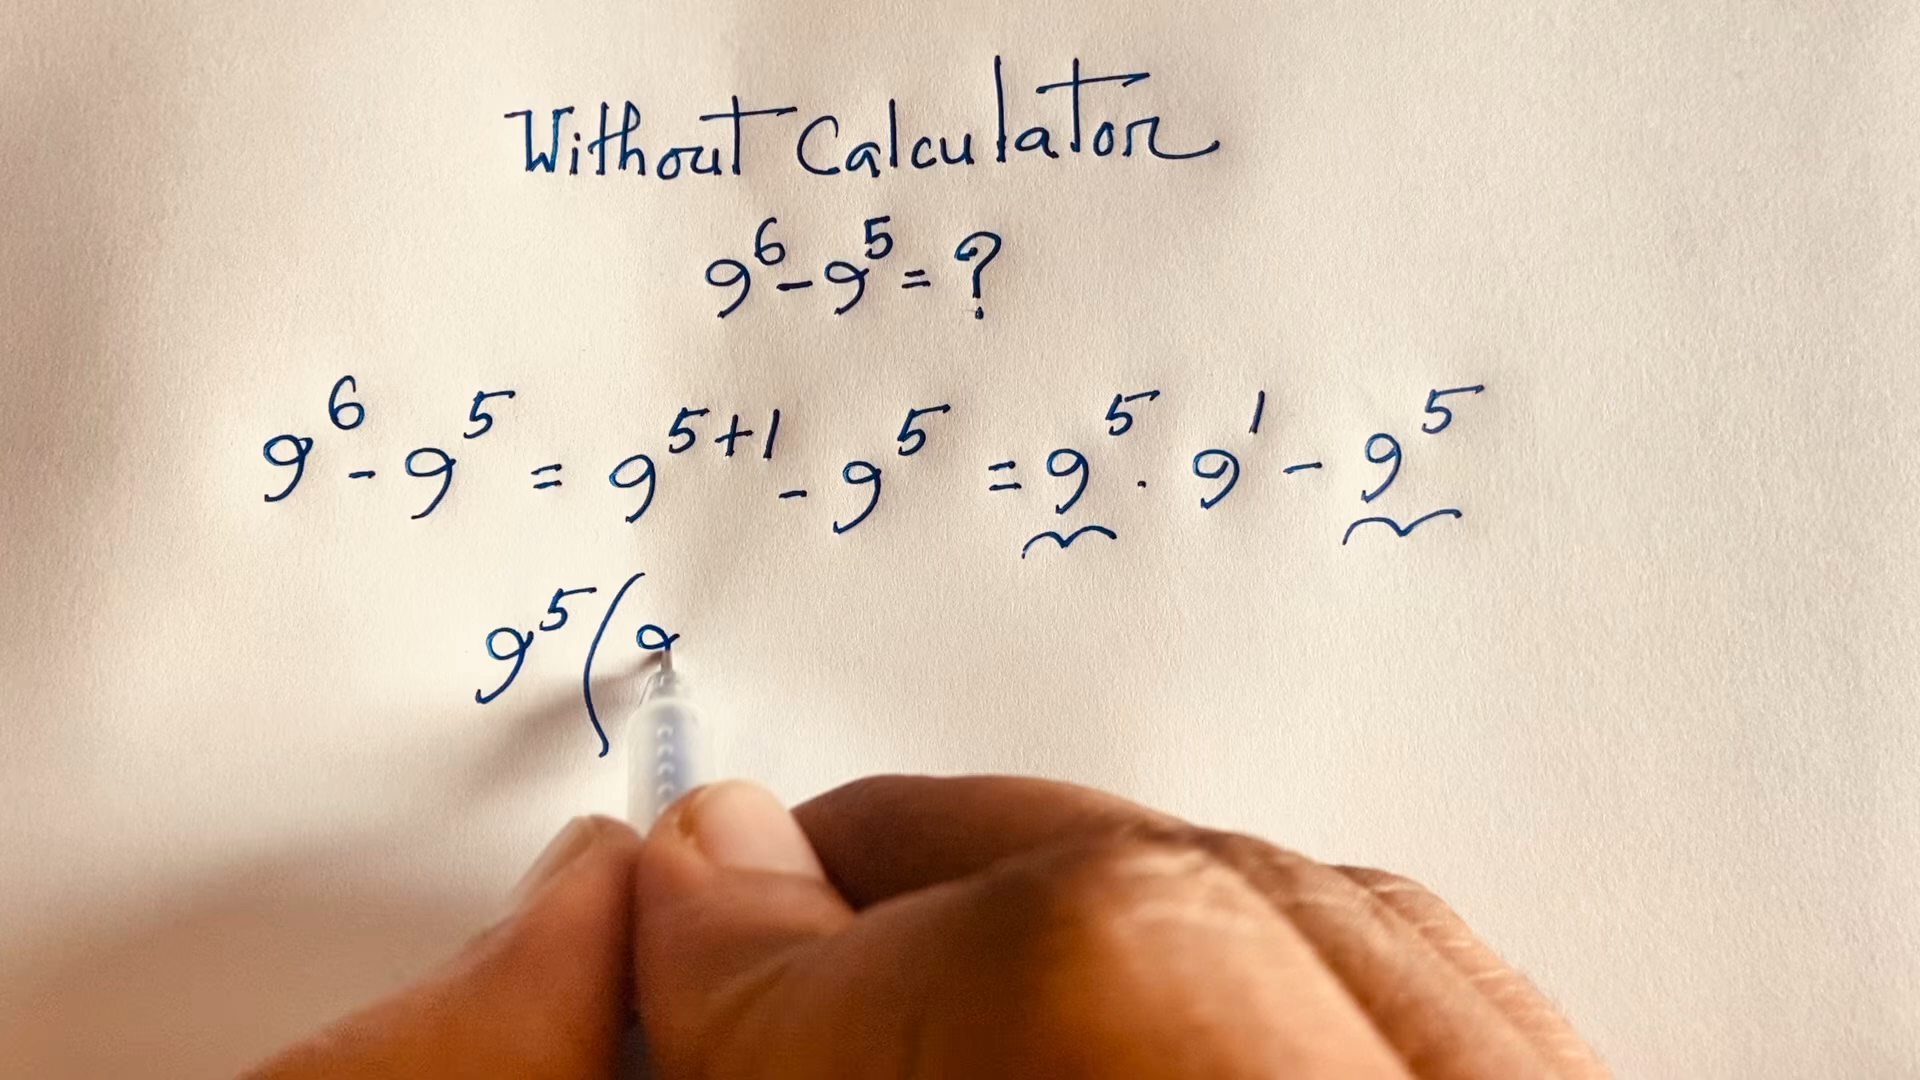 Without Calculator
9⁶ - 9⁵ = ?
9⁶ - 9⁵ = 9⁵⁺¹ - 9⁵ = 9⁵ . 9¹ - 9⁵
9⁵(9